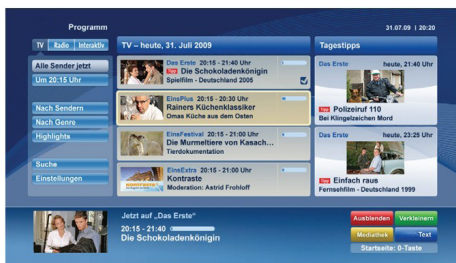 Programm
31.07.09 | 20:20
TV
Radio
Interaktiv
Alle Sender jetzt
Um 20:15 Uhr
Nach Sendern
Nach Genre
Highlights
Suche
Einstellungen
TV – heute, 31. Juli 2009
Das Erste 20:15 - 21:40 Uhr
Tipp Die Schokoladenkönigin
Spielfilm - Deutschland 2005
EinsPlus 20:15 - 20:30 Uhr
Rainers Küchenklassiker
Omas Küche aus dem Osten
EinsFestival 20:15 - 21:00 Uhr
Die Murmeltiere von Kasach...
Tierdokumentation
EinsExtra 20:15 - 21:00 Uhr
Kontraste
Moderation: Astrid Frohloff
kontraste
Tagestipps
Das Erste heute, 21:40 Uhr
Tipp Polizeiruf 110
Bei Klingelzeichen Mord
Das Erste heute, 23:25 Uhr
Tipp Einfach raus
Fernsehfilm - Deutschland 1999
Jetzt auf „Das Erste“
20:15 - 21:40
Die Schokoladenkönigin
Ausblenden
Verkleinern
Mediathek
Text
Startseite: 0-Taste